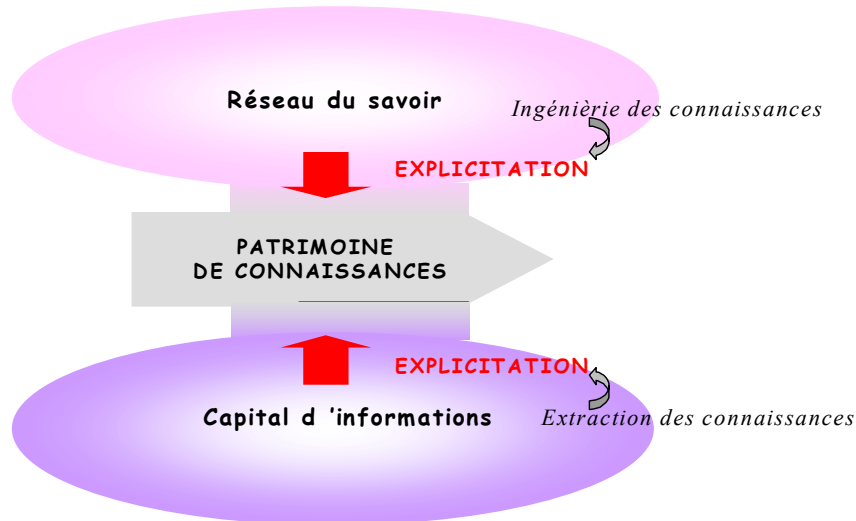 Réseau du savoir
Ingénièrie des connaissances
EXPLICITATION
PATRIMOINE
DE CONNAISSANCES
EXPLICITATION
Capital d ’informations
Extraction des connaissances